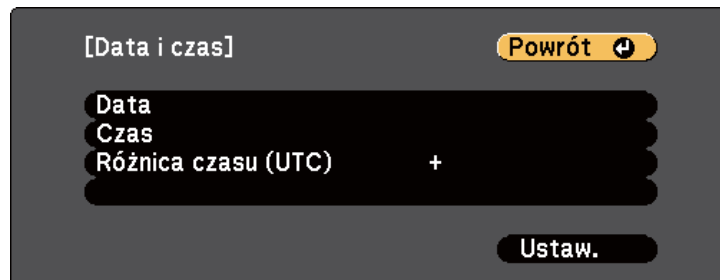 [Data i czas]
Powrót
Data
Czas
Różnica czasu (UTC) +
Ustaw.